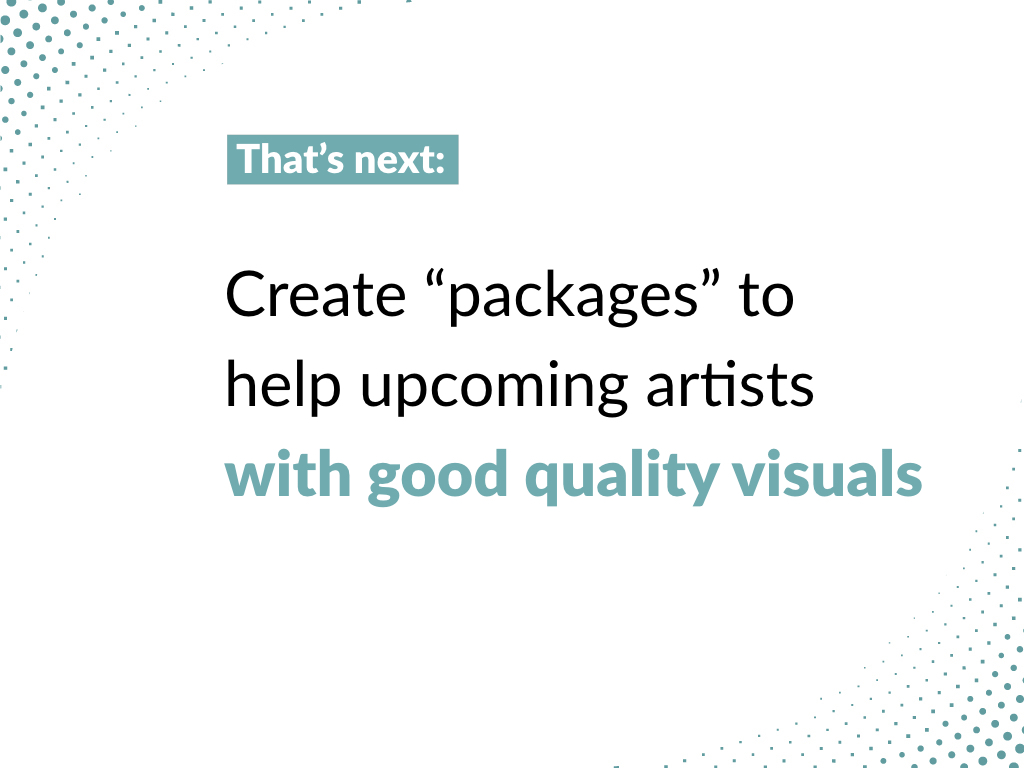 That’s next:
Create “packages” to
help upcoming artists
with good quality visuals